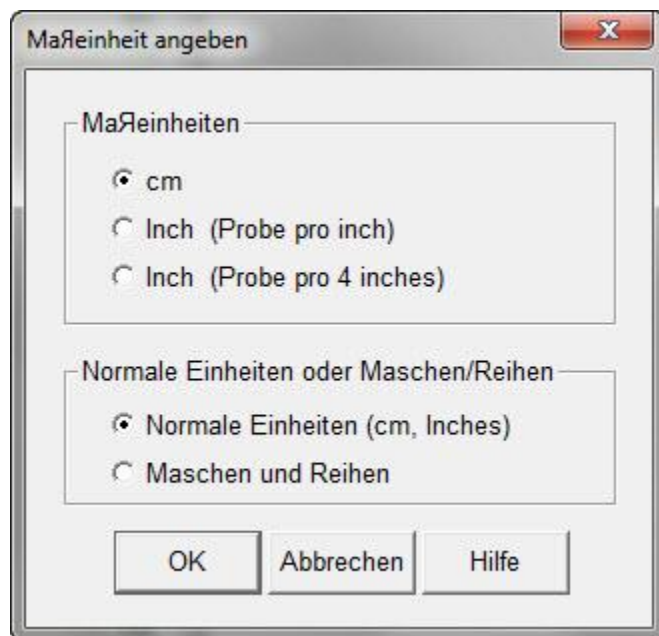 MaЯeinheit angeben
MaЯeinheiten
cm
Inch (Probe pro inch)
Inch (Probe pro 4 inches)
Normale Einheiten oder Maschen/Reihen
Normale Einheiten (cm, Inches)
Maschen und Reihen
OK
Abbrechen
Hilfe